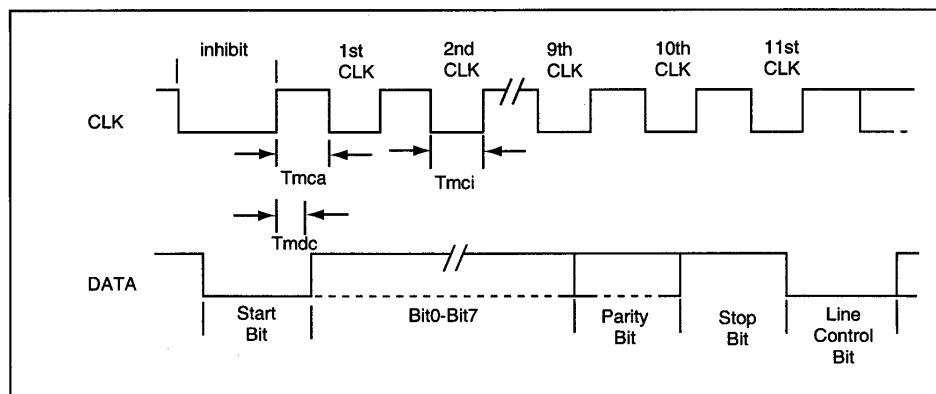 inhibit
1st CLK
2nd CLK
9th CLK
10th CLK
11st CLK
CLK
Tmca
Tmci
Tmdc
DATA
Start Bit
Bit0-Bit7
Parity Bit
Stop Bit
Line Control Bit